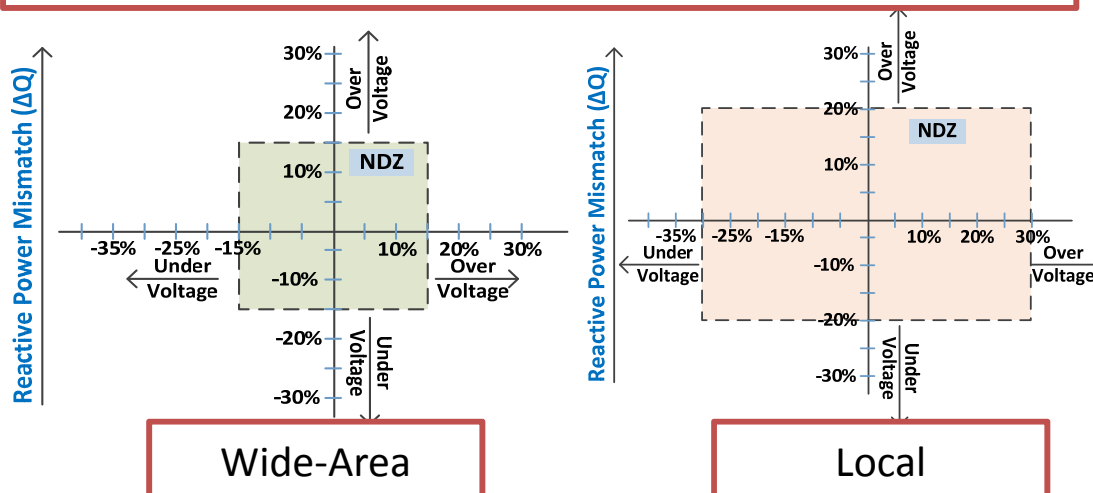 Reactive Power Mismatch (ΔQ)
30%
20%
10%
-10%
-20%
-30%
-35%
-25%
-15%
10%
20%
30%
Over
Voltage
NDZ
Under
Voltage
Over
Voltage
Under
Voltage
Wide-Area
Reactive Power Mismatch (ΔQ)
30%
20%
10%
-10%
-20%
-30%
-35%
-25%
-15%
10%
20%
30%
Over
Voltage
NDZ
Under
Voltage
Over
Voltage
Under
Voltage
Local